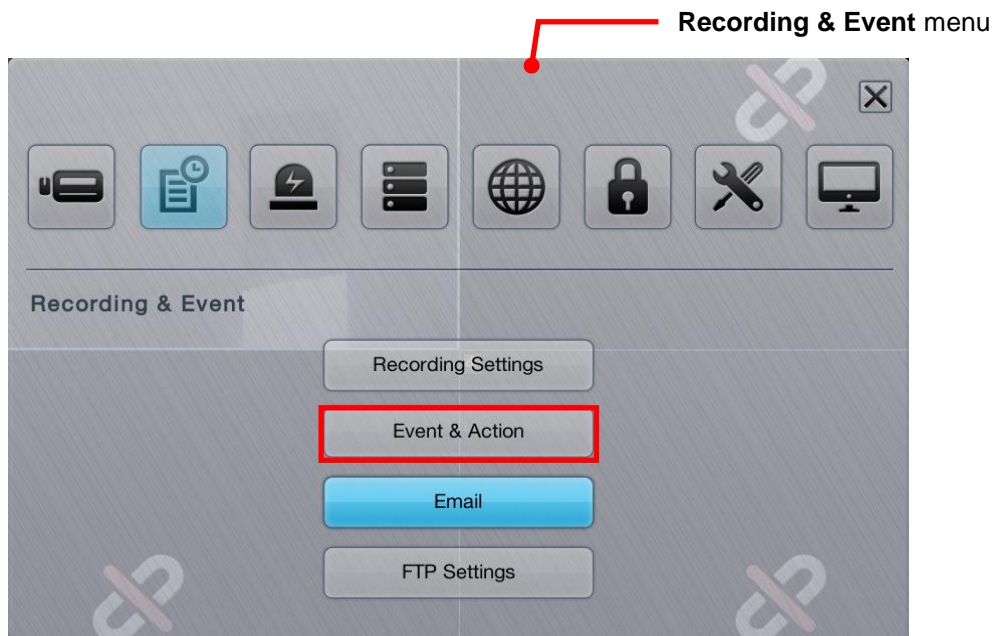 Recording & Event menu
Recording & Event
Recording Settings
Event & Action
Email
FTP Settings